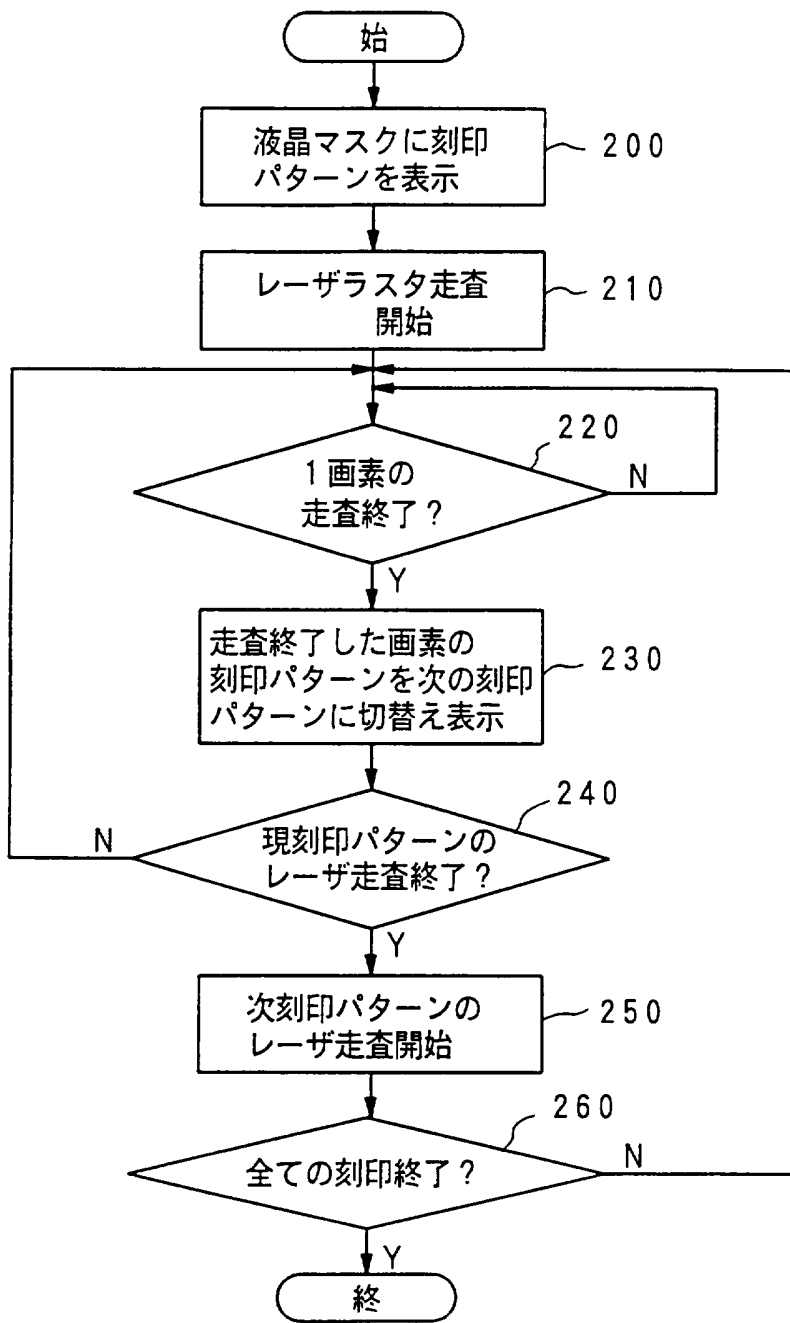 始
液晶マスクに刻印
パターンを表示
200
レーザラスタ走査
開始
210
220
1画素の
走査終了?
N
Y
走査終了した画素の
刻印パターンを次の刻印
パターンに切替え表示
230
240
N
現刻印パターンの
レーザ走査終了?
Y
次刻印パターンの
レーザ走査開始
250
260
全ての刻印終了?
N
Y
終